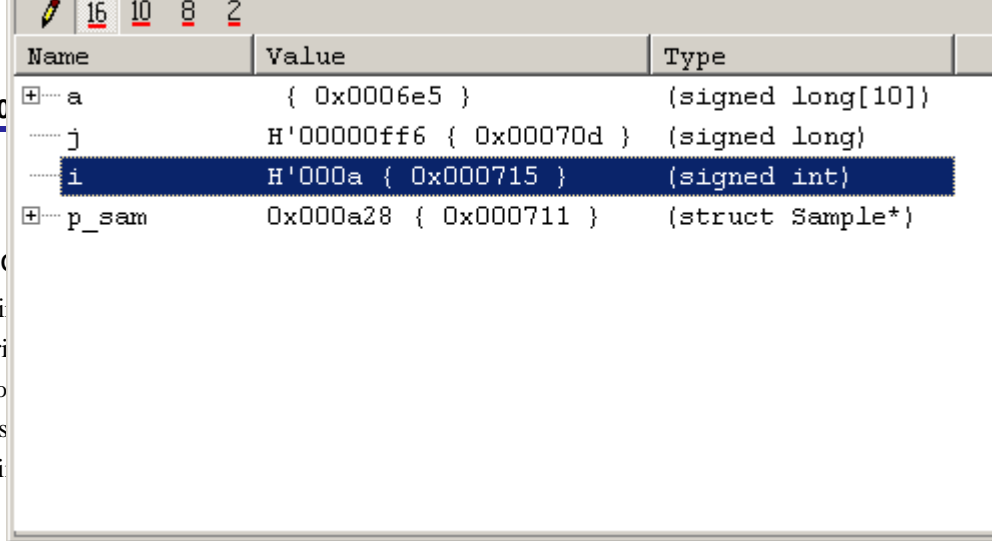 16 10 8 2
Name Value Type
a { 0x0006e5 } (signed long[10])
j H'00000ff6 { 0x00070d } (signed long)
i H'000a { 0x000715 } (signed int)
p_sam 0x000a28 { 0x000711 } (struct Sample*)